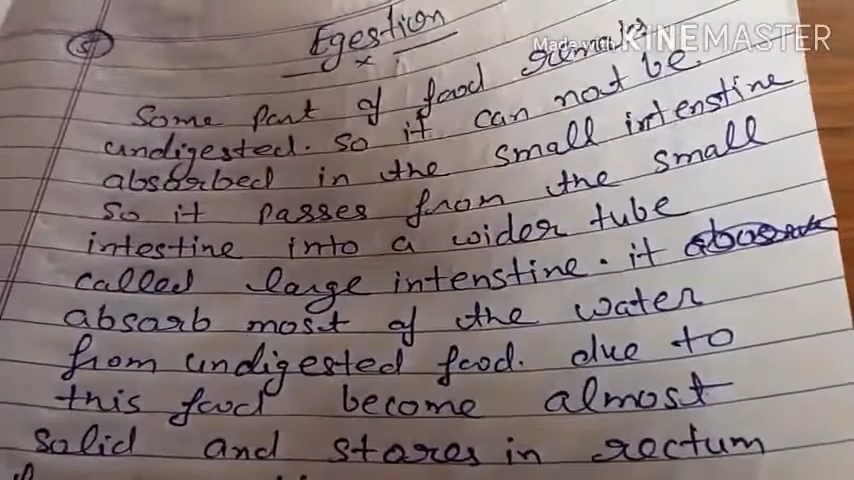 5)
Egestion
Made with KINEMASTER
Some part of food remain
undigested. so it can not be
absorbed in the small intenstine
so it passes from the small
intestine into a wider tube
called large intenstine. it
absorb most of the water
from undigested food. due to
this food become almost
solid and stores in rectum